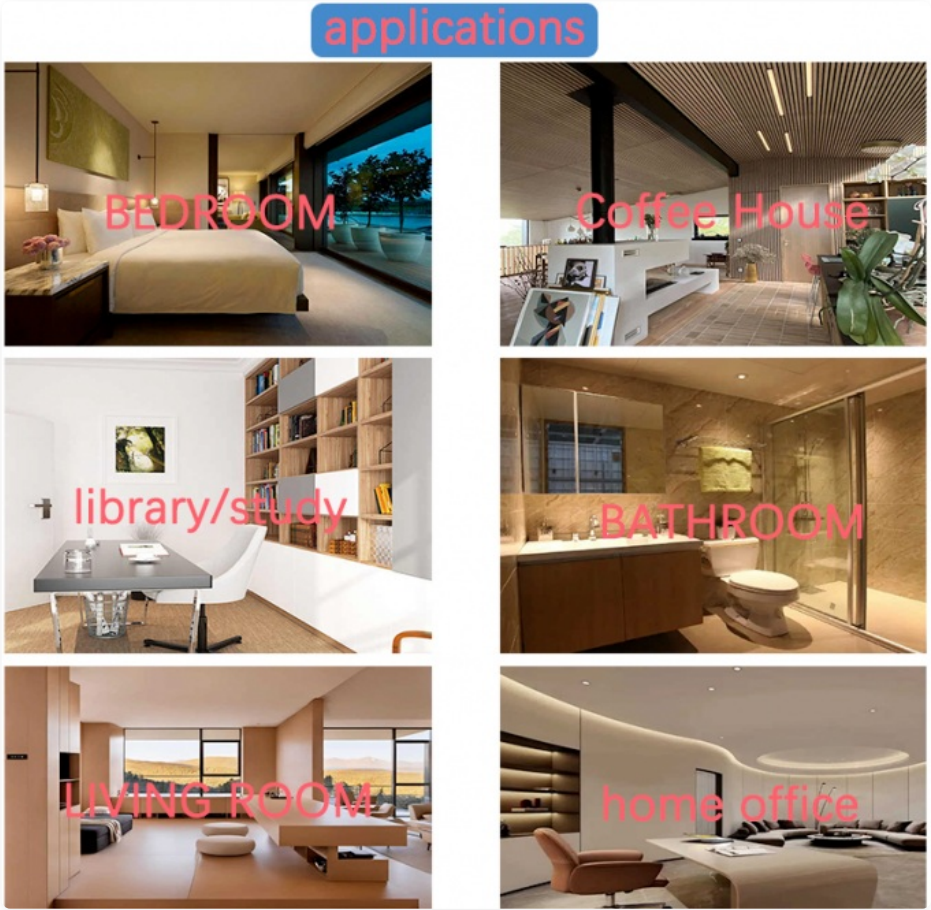 applications
BEDROOM
Coffee House
library/study
BATHROOM
LIVING ROOM
home office